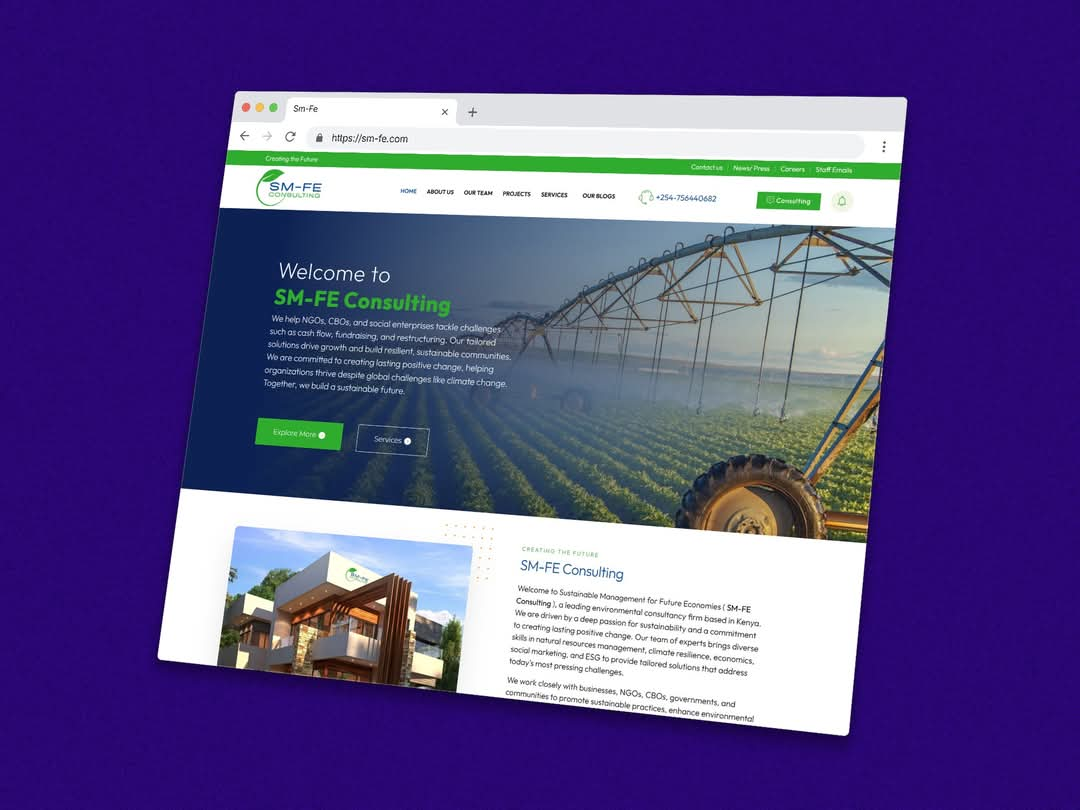 Sm-Fe
https://sm-fe.com
Creating the Future
Contact us
News/ Press
Careers
Staff Emails
SM-FE
CONSULTING
HOME
ABOUT US
OUR TEAM
PROJECTS
SERVICES
OUR BLOGS
+254-756440682
Consulting
Welcome to
SM-FE Consulting
We help NGOs, CBOs, and social enterprises tackle challenges
such as cash flow, fundraising, and restructuring. Our tailored
solutions drive growth and build resilient, sustainable communities.
We are committed to creating lasting positive change, helping
organizations thrive despite global challenges like climate change.
Together, we build a sustainable future.
Explore More
Services
SM-FE
CREATING THE FUTURE
SM-FE Consulting
Welcome to Sustainable Management for Future Economies ( SM-FE
Consulting ), a leading environmental consultancy firm based in Kenya.
We are driven by a deep passion for sustainability and a commitment
to creating lasting positive change. Our team of experts brings diverse
skills in natural resources management, climate resilience, economics,
social marketing, and ESG to provide tailored solutions that address
today's most pressing challenges.
We work closely with businesses, NGOs, CBOs, governments, and
communities to promote sustainable practices, enhance environmental